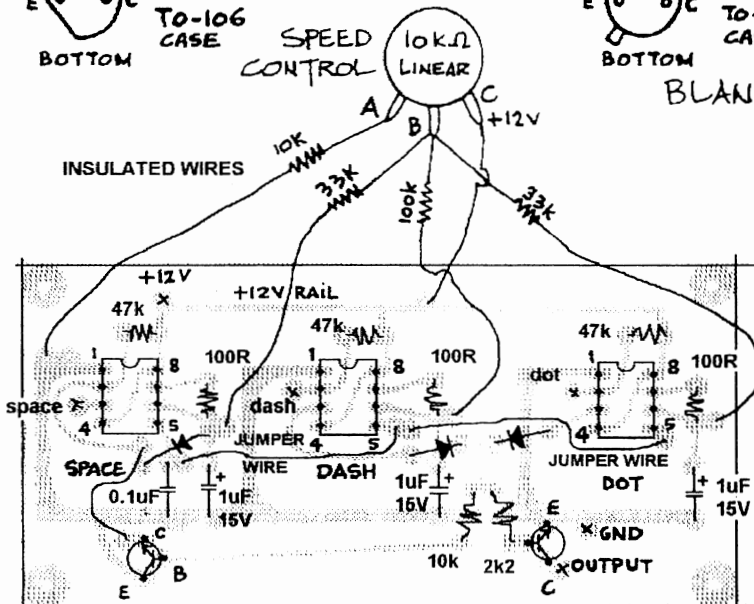 E C
TO-106
CASE
BOTTOM
SPEED
CONTROL
10KΩ
LINEAR
A
B
C
+12V
E C
TO-
CA
BOTTOM
BLAN
INSULATED WIRES
10K
33K
100k
33K
+12V
+12V RAIL
47k
47k
47k
1
8
100R
1
8
100R
1
8
100R
space
dash
dot
4
5
4
5
4
5
SPACE
JUMPER
WIRE
DASH
JUMPER WIRE
DOT
0.1uF
+
1uF
15V
1uF
15V
+
+
1uF
15V
C
B
E
10k
2k2
E
C
GND
OUTPUT